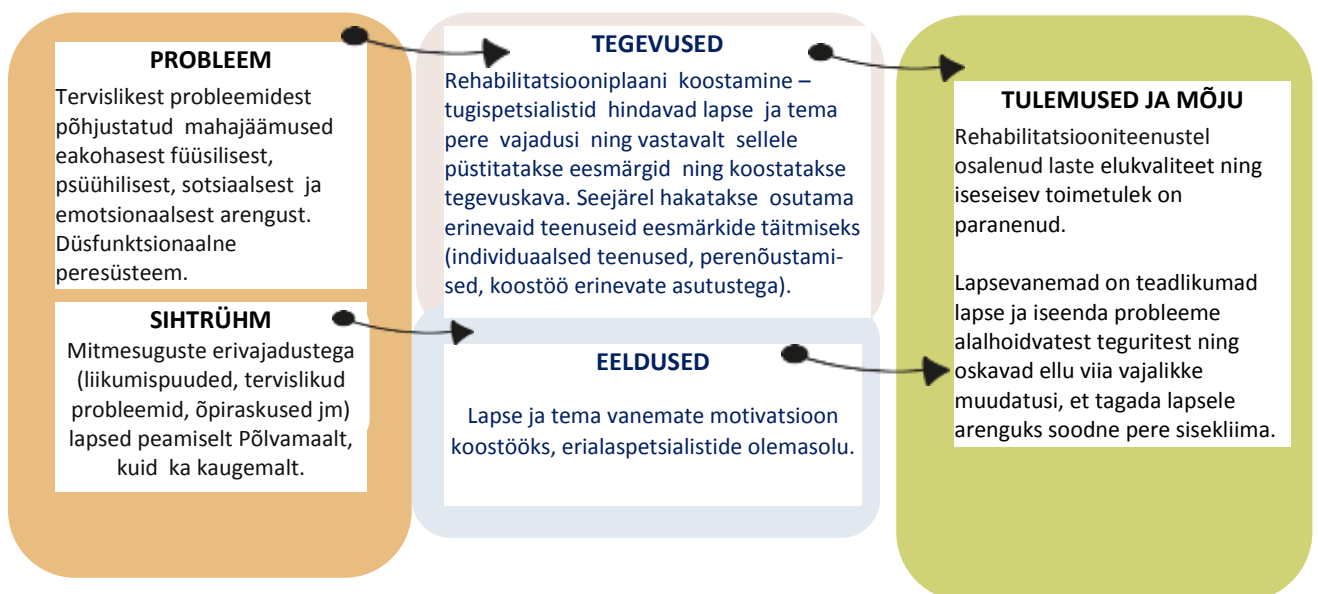 PROBLEEM
Tervislikest probleemidest
põhjustatud mahajäämused
eakohasest füüsilisest,
psüühilisest, sotsiaalsest ja
emotsionaalsest arengust.
Düsfunktsionaalne
peresüsteem.
SIHTRÜHM
Mitmesuguste erivajadustega
(liikumispuuded, tervislikud
probleemid, õpiraskused jm)
lapsed peamiselt Põlvamaalt,
kuid ka kaugemalt.
TEGEVUSED
Rehabilitatsiooniplaani koostamine –
tugispetsialistid hindavad lapse ja tema
pere vajadusi ning vastavalt sellele
püstitatakse eesmärgid ning koostatakse
tegevuskava. Seejärel hakatakse osutama
erinevaid teenuseid eesmärkide täitmiseks
(individuaalsed teenused, perenõustami-
sed, koostöö erinevate asutustega).
EELDUSED
Lapse ja tema vanemate motivatsioon
koostööks, erialaspetsialistide olemasolu.
TULEMUSED JA MÕJU
Rehabilitatsiooniteenustel
osalenud laste elukvaliteet ning
iseseisev toimetulek on
paranenud.
Lapsevanemad on teadlikumad
lapse ja iseenda probleeme
alalhoidvatest teguritest ning
oskavad ellu viia vajalikke
muudatusi, et tagada lapsele
arenguks soodne pere sisekliima.